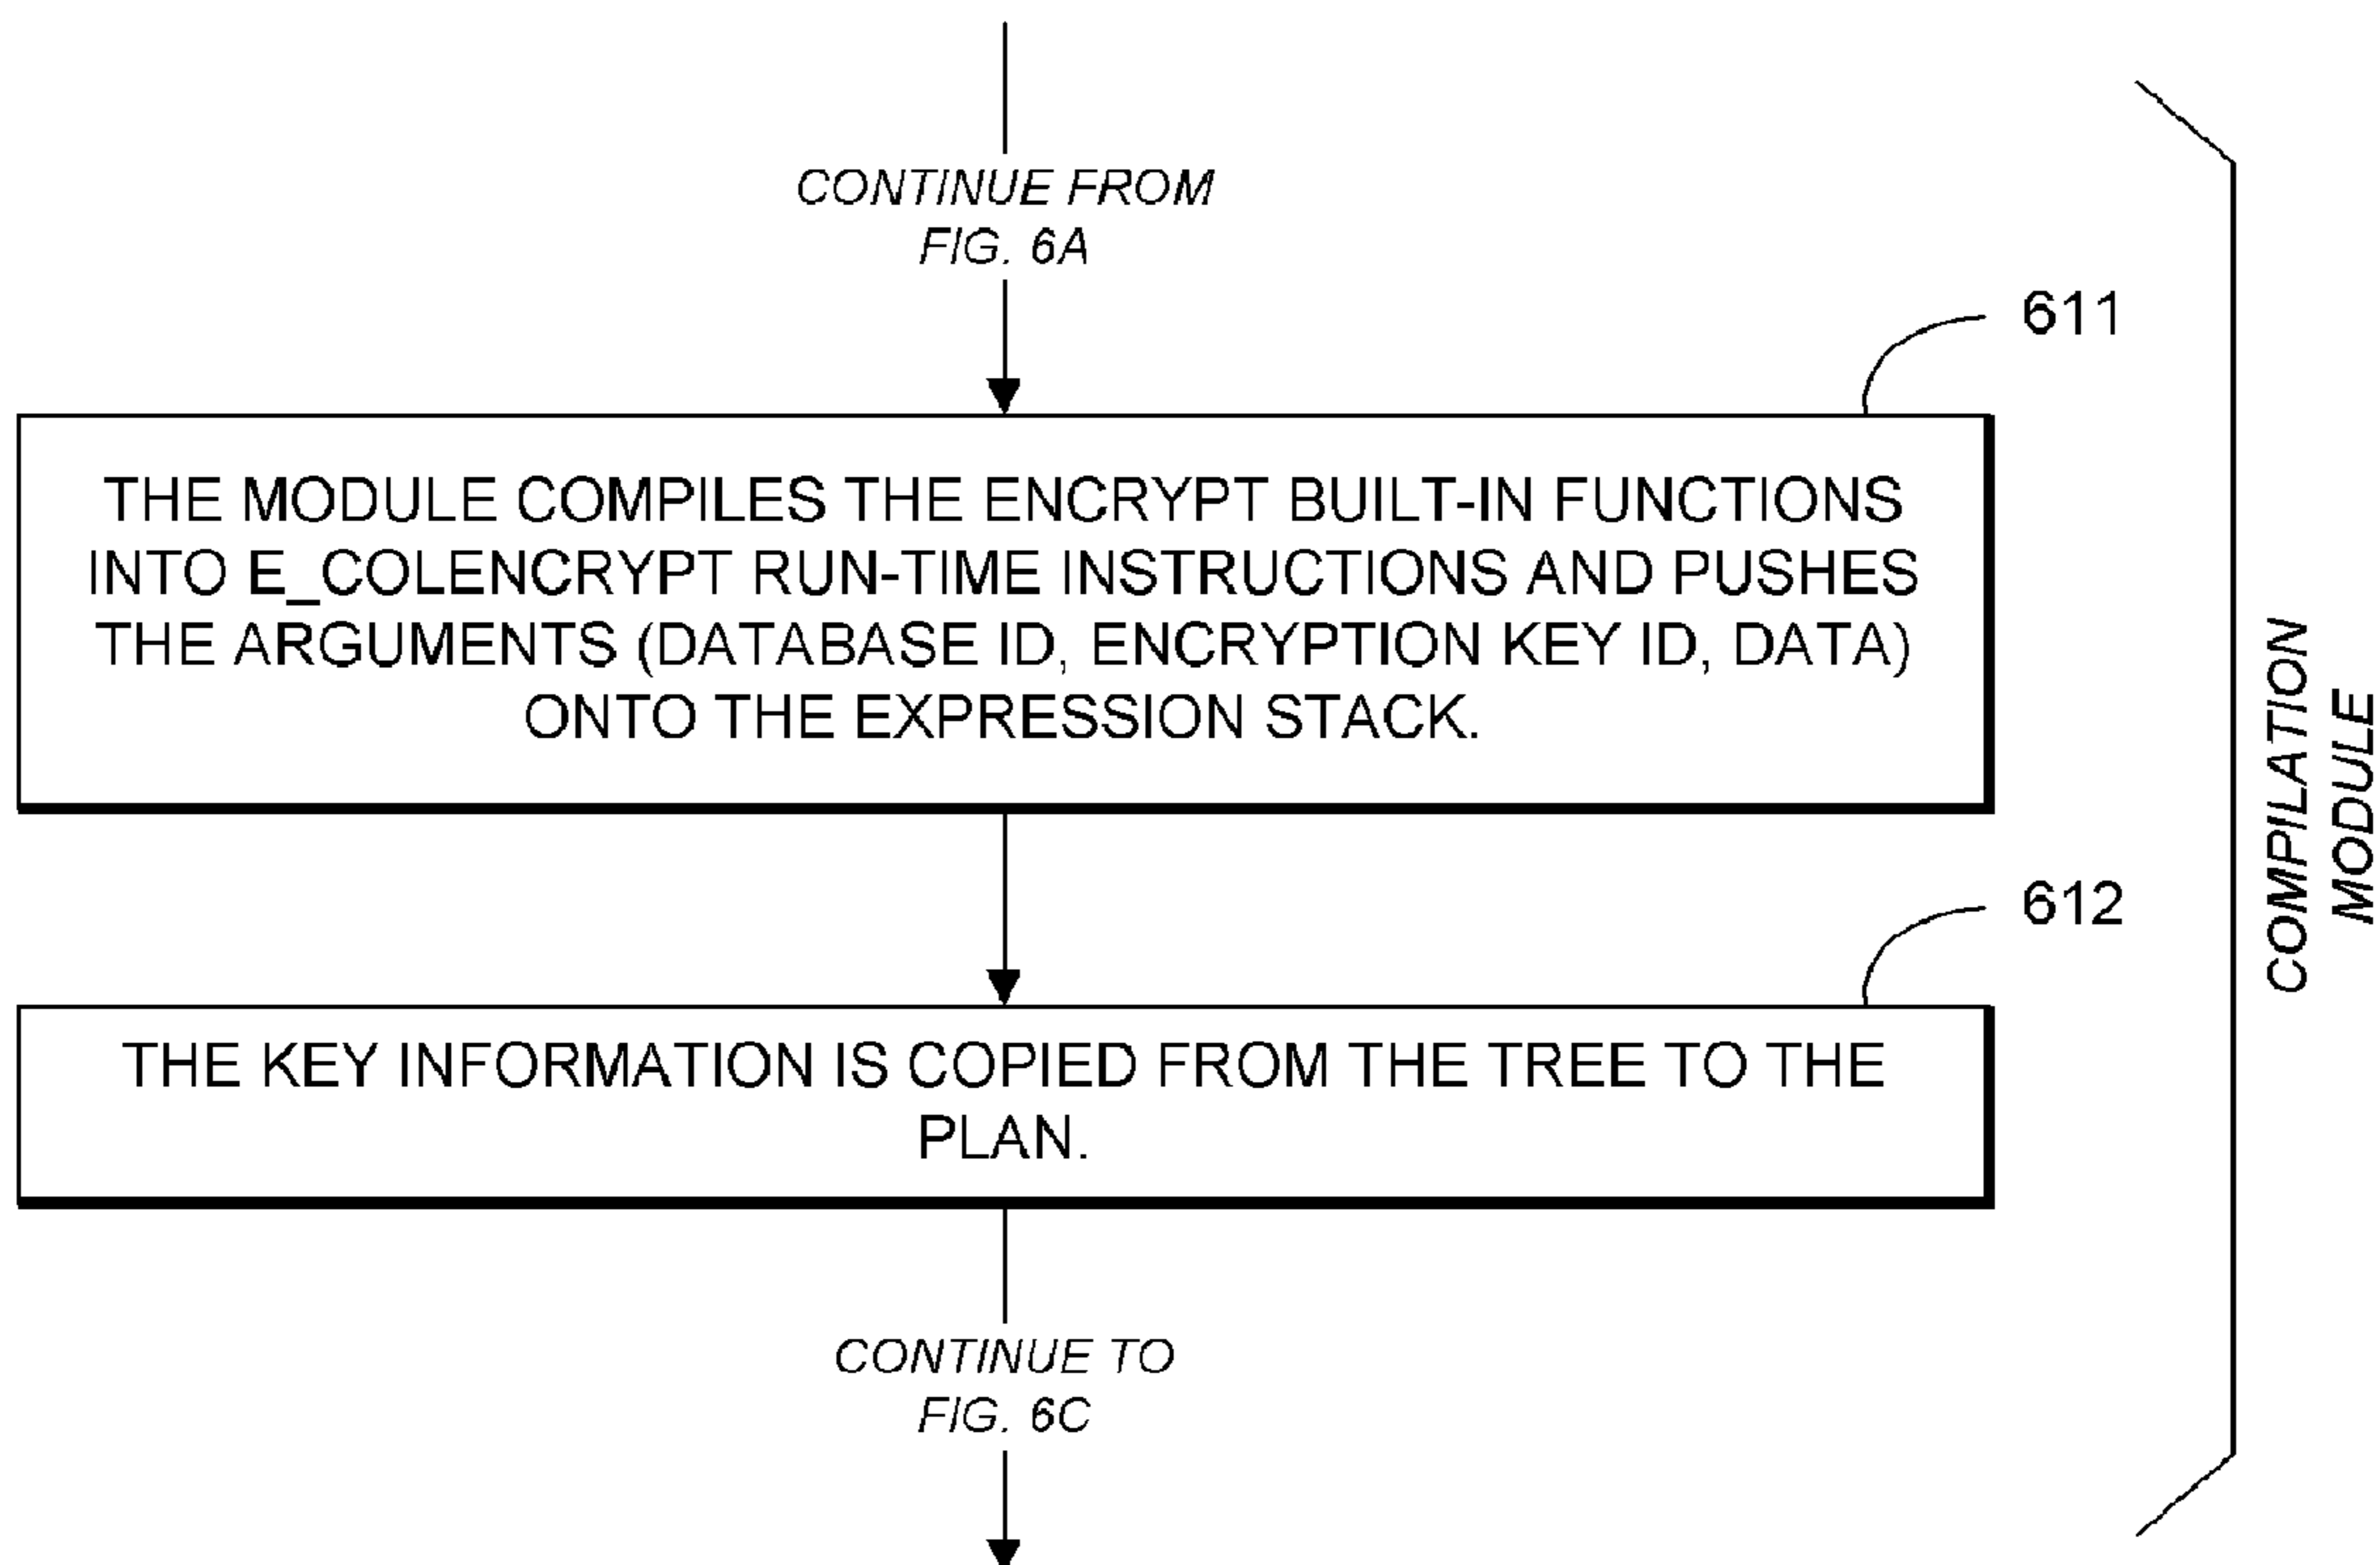 CONTINUE FROM
FIG. 6A
611
THE MODULE COMPILES THE ENCRYPT BUILT-IN FUNCTIONS
INTO E_COLENCRYPT RUN-TIME INSTRUCTIONS AND PUSHES
THE ARGUMENTS (DATABASE ID, ENCRYPTION KEY ID, DATA)
ONTO THE EXPRESSION STACK.
612
THE KEY INFORMATION IS COPIED FROM THE TREE TO THE
PLAN.
CONTINUE TO
FIG. 6C
COMPILATION
MODULE